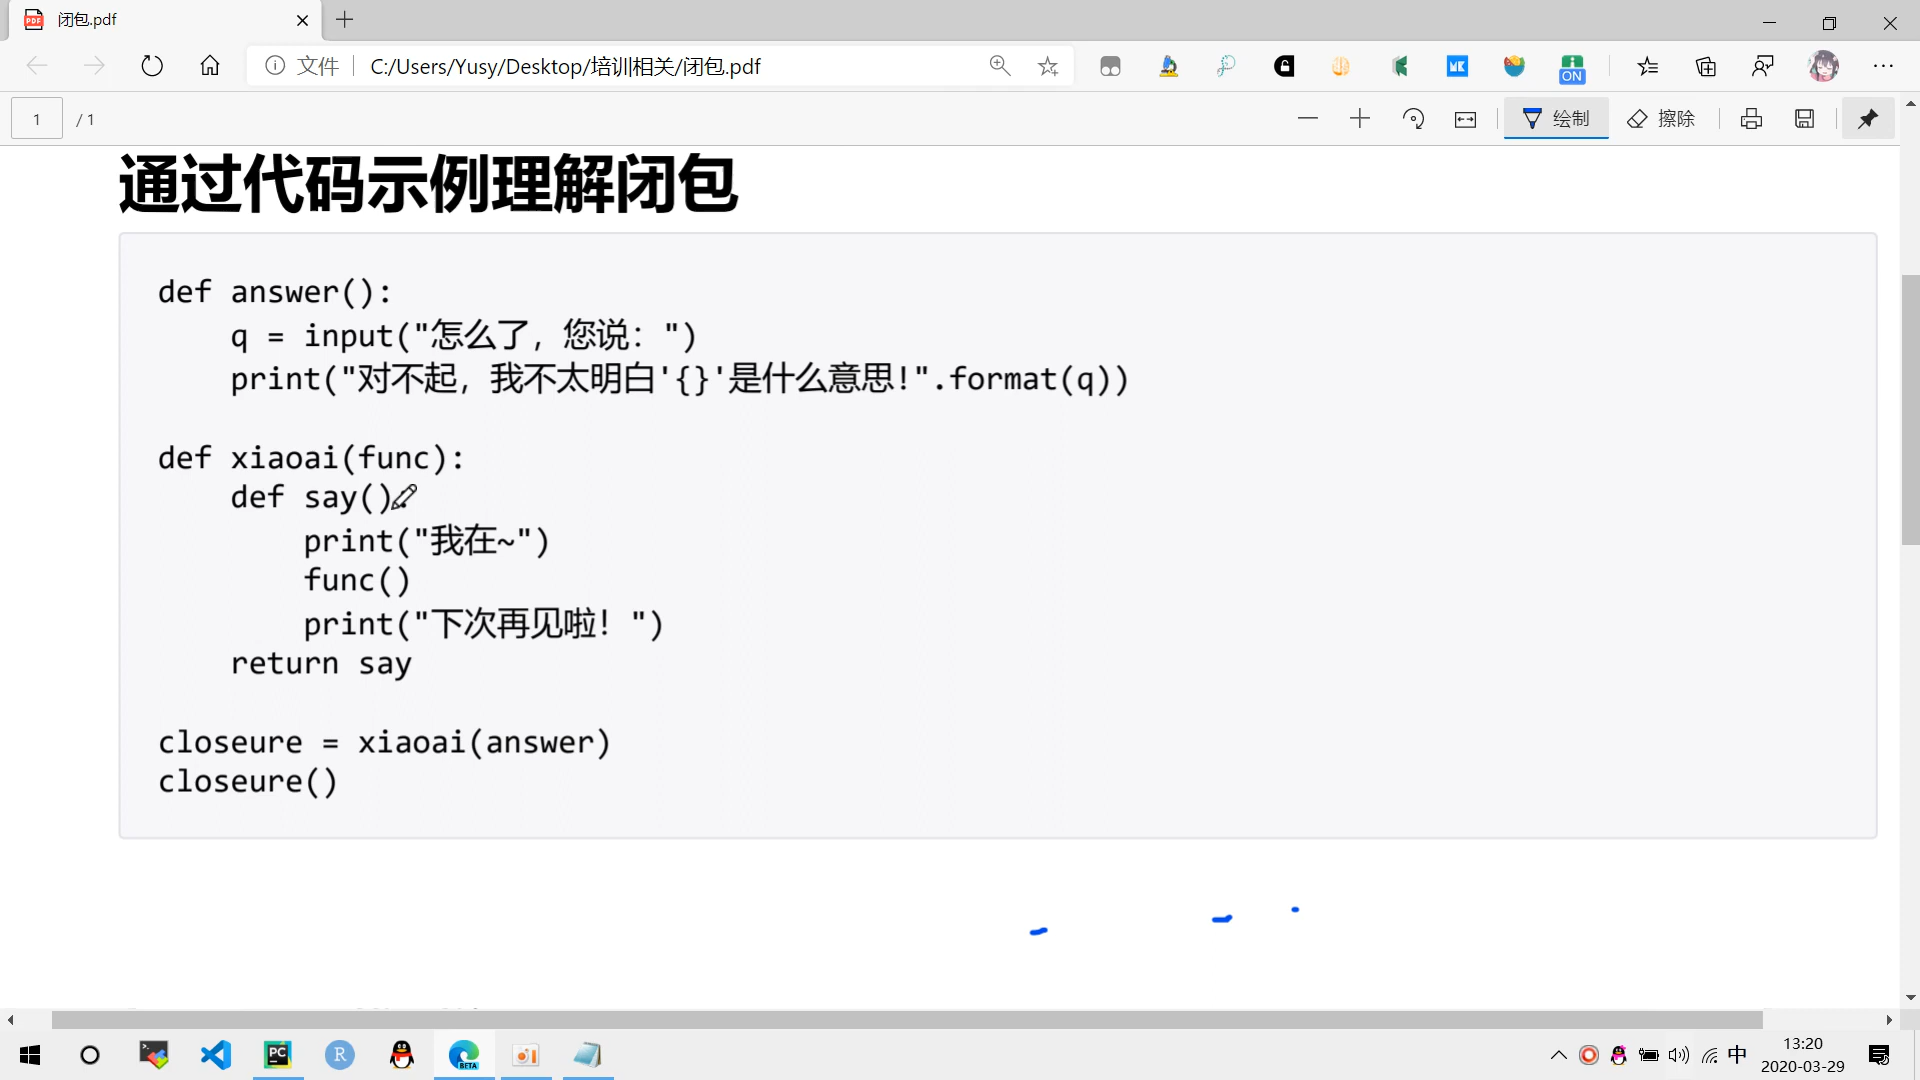 闭包.pdf
文件 C:/Users/Yusy/Desktop/培训相关/闭包.pdf
ON
1 / 1
绘制 擦除
通过代码示例理解闭包
def answer():
q = input("怎么了，您说：")
print("对不起，我不太明白'{}'是什么意思!".format(q))
def xiaoai(func):
def say()
print("我在~")
func()
print("下次再见啦！")
return say
closeure = xiaoai(answer)
closeure()
中
13:20
2020-03-29